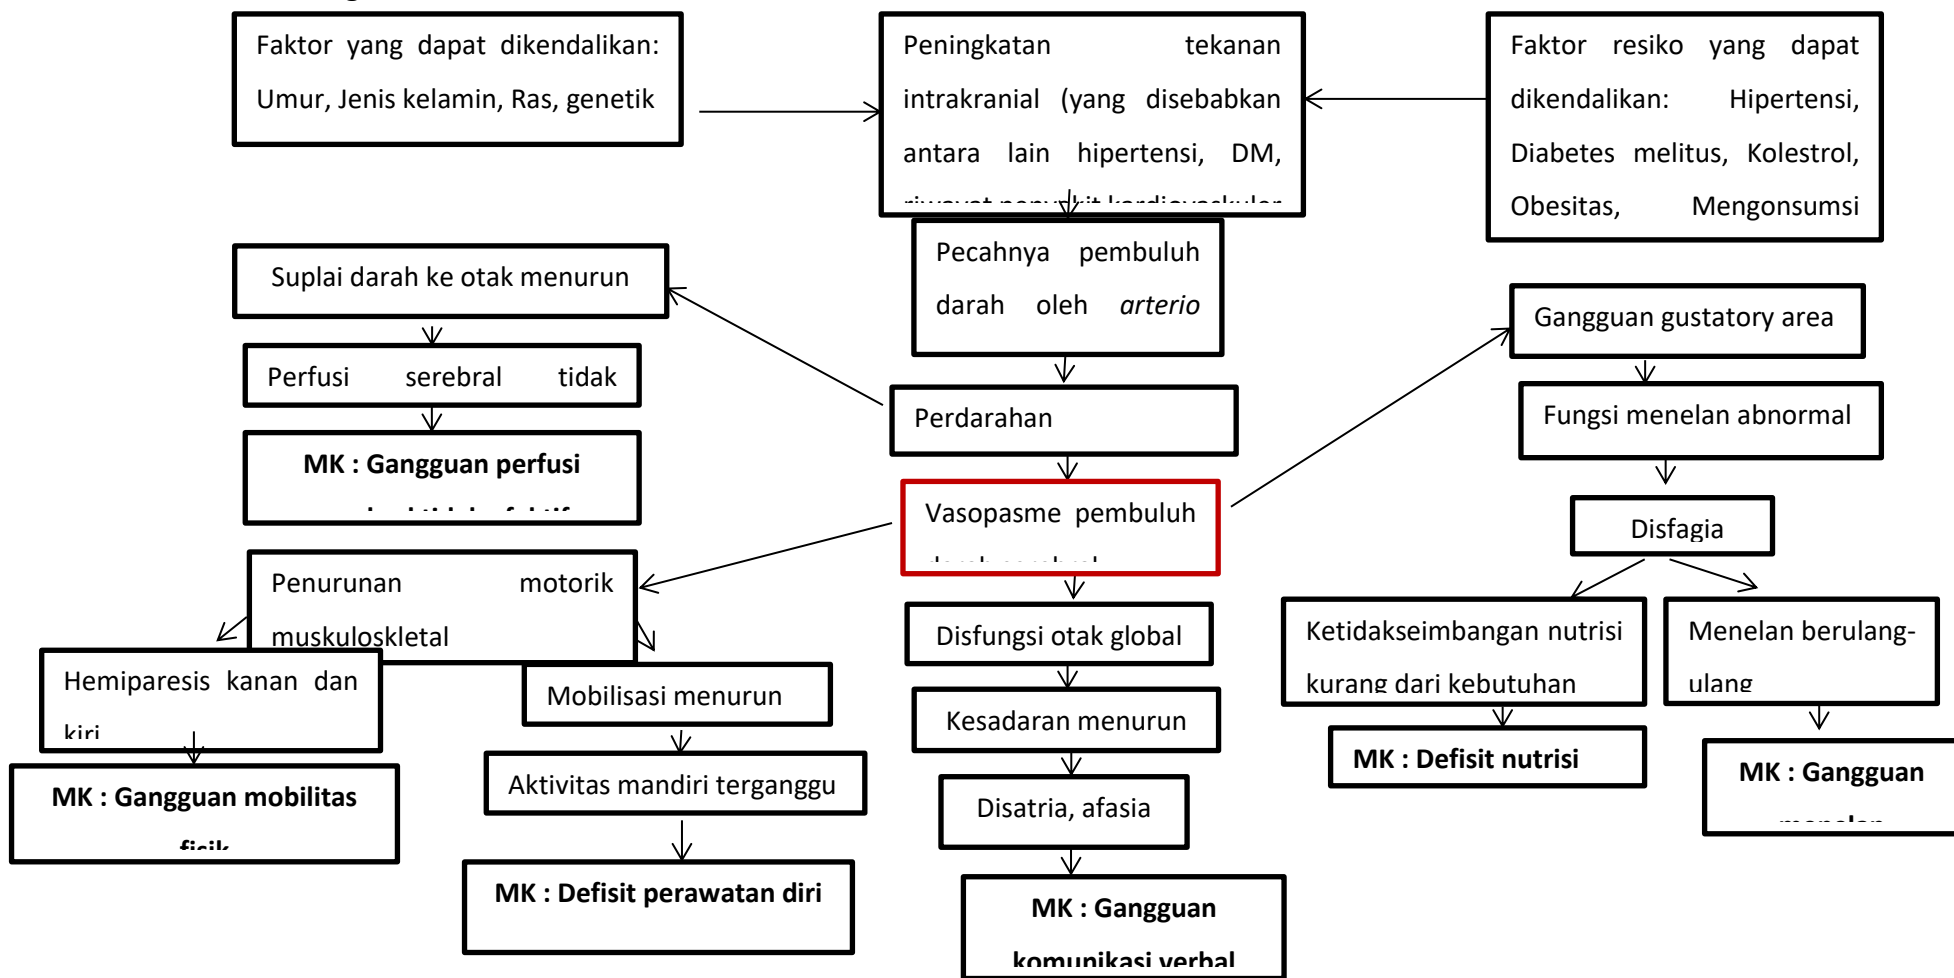 Faktor yang dapat dikendalikan:
Umur, Jenis kelamin, Ras, genetik
Peningkatan tekanan
intrakranial (yang disebabkan
antara lain hipertensi, DM,
riwayat penyakit kardiovaskuler
Faktor resiko yang dapat
dikendalikan: Hipertensi,
Diabetes melitus, Kolestrol,
Obesitas, Mengonsumsi
Suplai darah ke otak menurun
Pecahnya pembuluh
darah oleh arterio
Gangguan gustatory area
Perfusi serebral tidak
Perdarahan
Fungsi menelan abnormal
MK : Gangguan perfusi
Vasopasme pembuluh
Disfagia
Penurunan motorik
muskuloskletal
Disfungsi otak global
Ketidakseimbangan nutrisi
kurang dari kebutuhan
Menelan berulang-
ulang
Hemiparesis kanan dan
kiri
Mobilisasi menurun
Kesadaran menurun
MK : Defisit nutrisi
MK : Gangguan
menelan
MK : Gangguan mobilitas
fisik
Aktivitas mandiri terganggu
Disatria, afasia
MK : Defisit perawatan diri
MK : Gangguan
komunikasi verbal